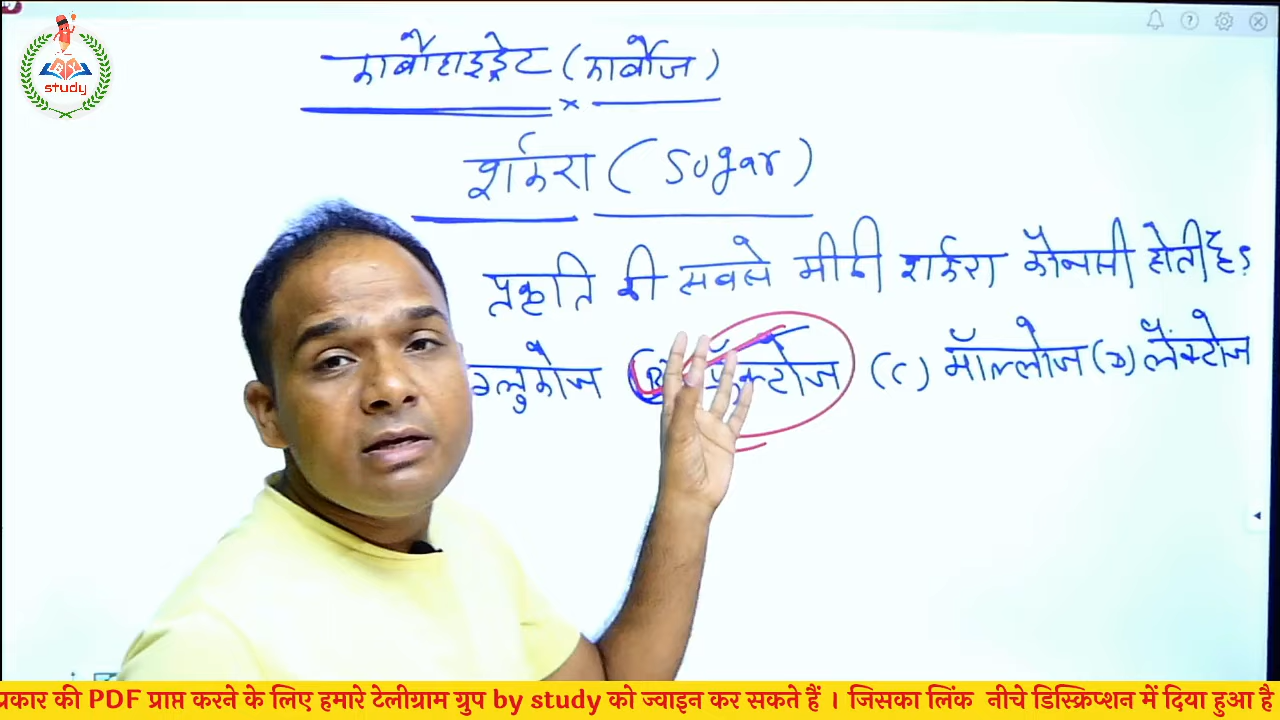 study
कार्बोहाइड्रेट (कार्बोज)
शर्करा (Sugar)
प्रकृति की सबसे मीठी शर्करा कौनसी होती है?
ग्लुकोज (B) फ्रॅक्टोज (C) मॉल्टोज (D) लैक्टोज
प्रकार की PDF प्राप्त करने के लिए हमारे टेलीग्राम ग्रुप by study को ज्वाइन कर सकते हैं । जिसका लिंक नीचे डिस्क्रिप्शन में दिया हुआ है